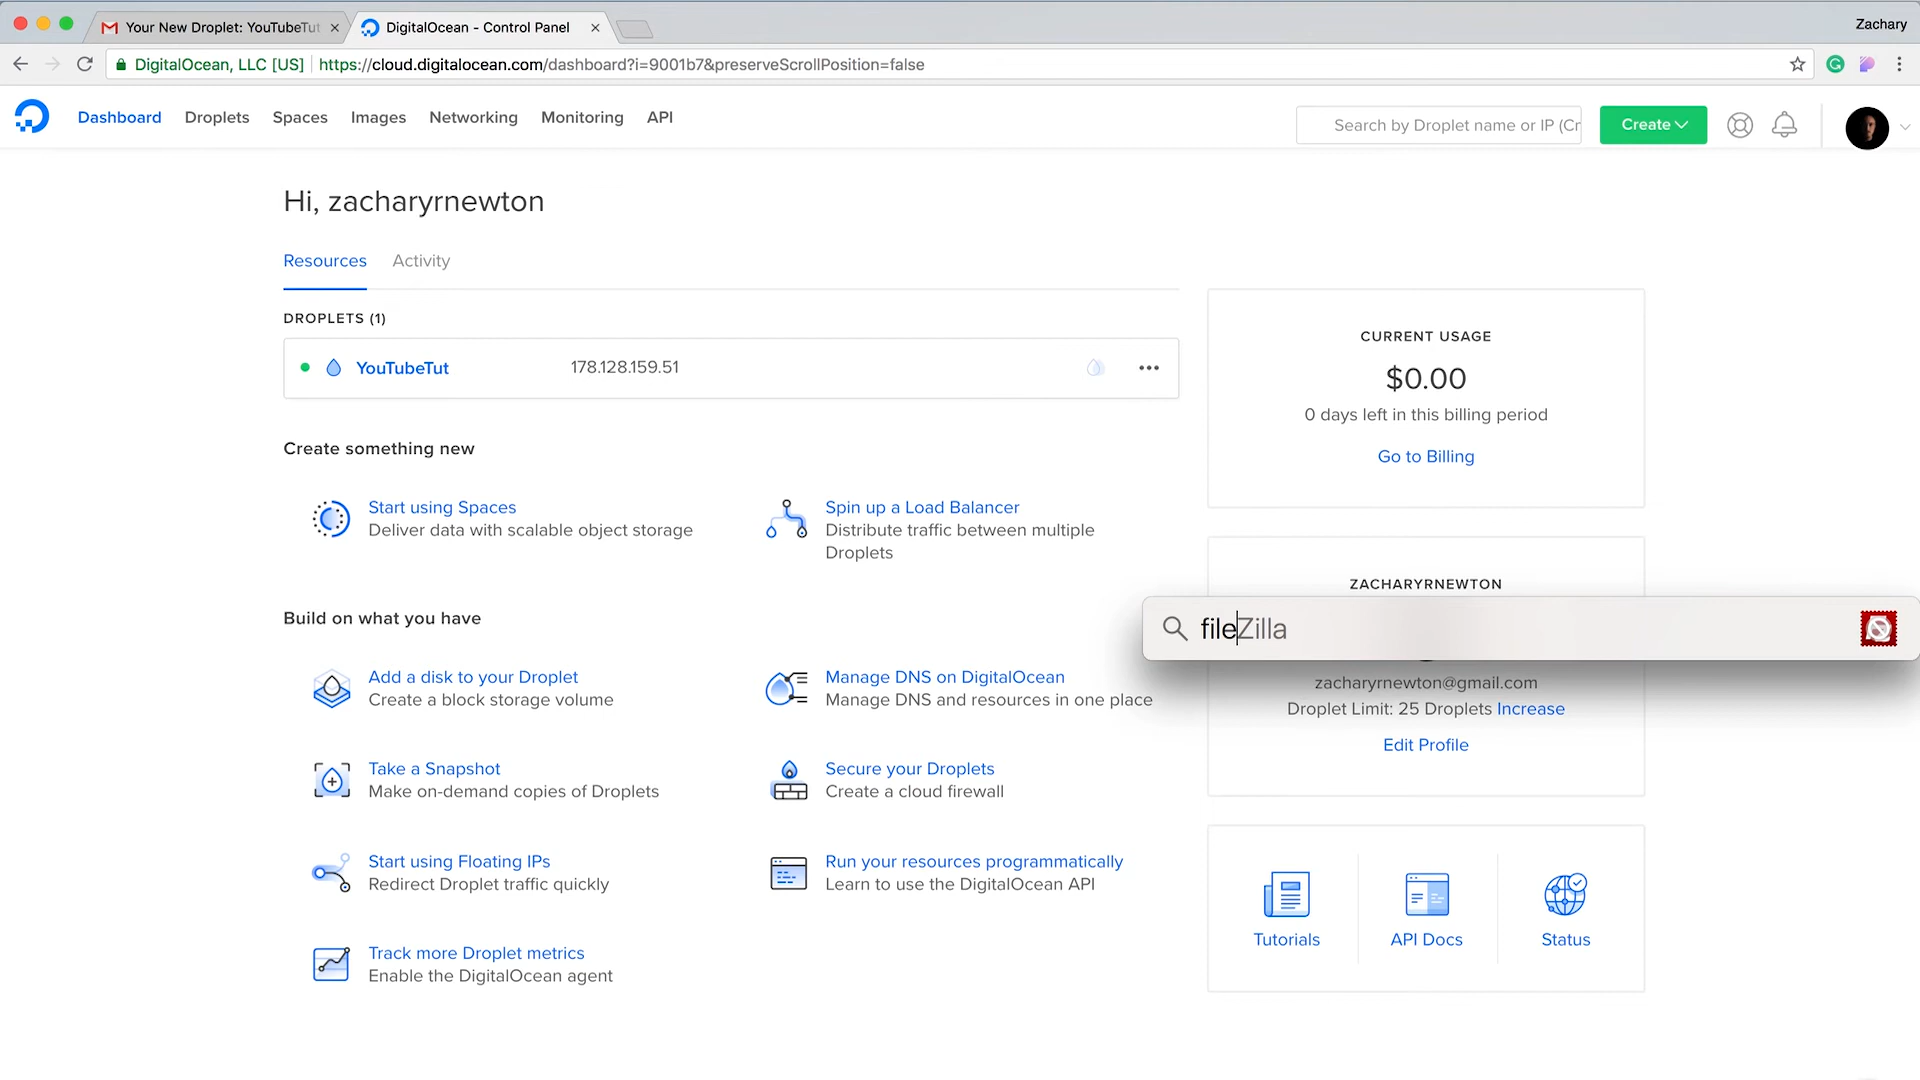 Your New Droplet: YouTubeTut
DigitalOcean - Control Panel
Zachary
DigitalOcean, LLC [US]
https://cloud.digitalocean.com/dashboard?i=9001b7&preserveScrollPosition=false
Dashboard
Droplets
Spaces
Images
Networking
Monitoring
API
Search by Droplet name or IP (Cr
Create
Hi, zacharyrnewton
Resources
Activity
DROPLETS (1)
YouTubeTut
178.128.159.51
Create something new
Start using Spaces
Deliver data with scalable object storage
Spin up a Load Balancer
Distribute traffic between multiple
Droplets
Build on what you have
Add a disk to your Droplet
Create a block storage volume
Manage DNS on DigitalOcean
Manage DNS and resources in one place
Take a Snapshot
Make on-demand copies of Droplets
Secure your Droplets
Create a cloud firewall
Start using Floating IPs
Redirect Droplet traffic quickly
Run your resources programmatically
Learn to use the DigitalOcean API
Track more Droplet metrics
Enable the DigitalOcean agent
CURRENT USAGE
$0.00
0 days left in this billing period
Go to Billing
ZACHARYRNEWTON
fileZilla
zacharyrnewton@gmail.com
Droplet Limit: 25 Droplets Increase
Edit Profile
Tutorials
API Docs
Status